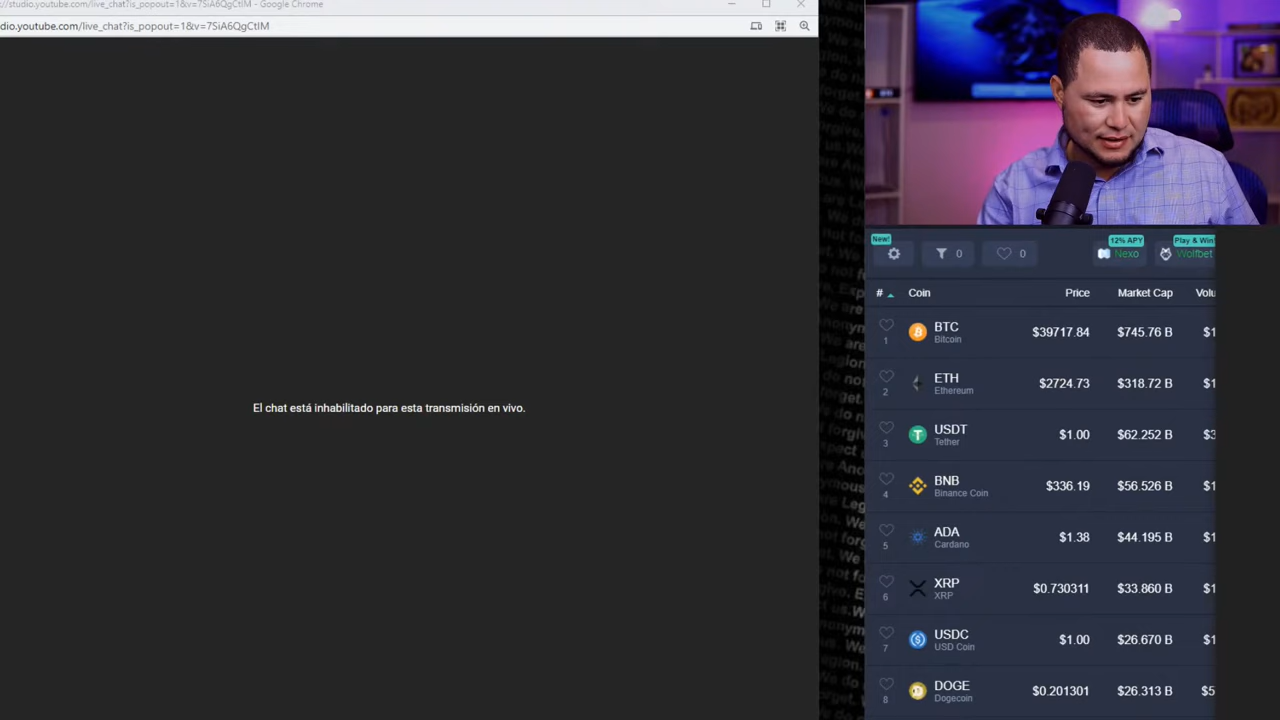 ://studio.youtube.com/live_chat?is_popout=1&v=7SiA6QgCtIM - Google Chrome
dio.youtube.com/live_chat?is_popout=1&v=7SiA6QgCtIM
El chat está inhabilitado para esta transmisión en vivo.
New! 12% APY Play & Win!
0 0 Nexo Wolfbet
# Coin Price Market Cap Volu
1 BTC Bitcoin $39717.84 $745.76 B $1
2 ETH Ethereum $2724.73 $318.72 B $1
3 USDT Tether $1.00 $62.252 B $3
4 BNB Binance Coin $336.19 $56.526 B $1
5 ADA Cardano $1.38 $44.195 B $1
6 XRP XRP $0.730311 $33.860 B $1
7 USDC USD Coin $1.00 $26.670 B $1
8 DOGE Dogecoin $0.201301 $26.313 B $5